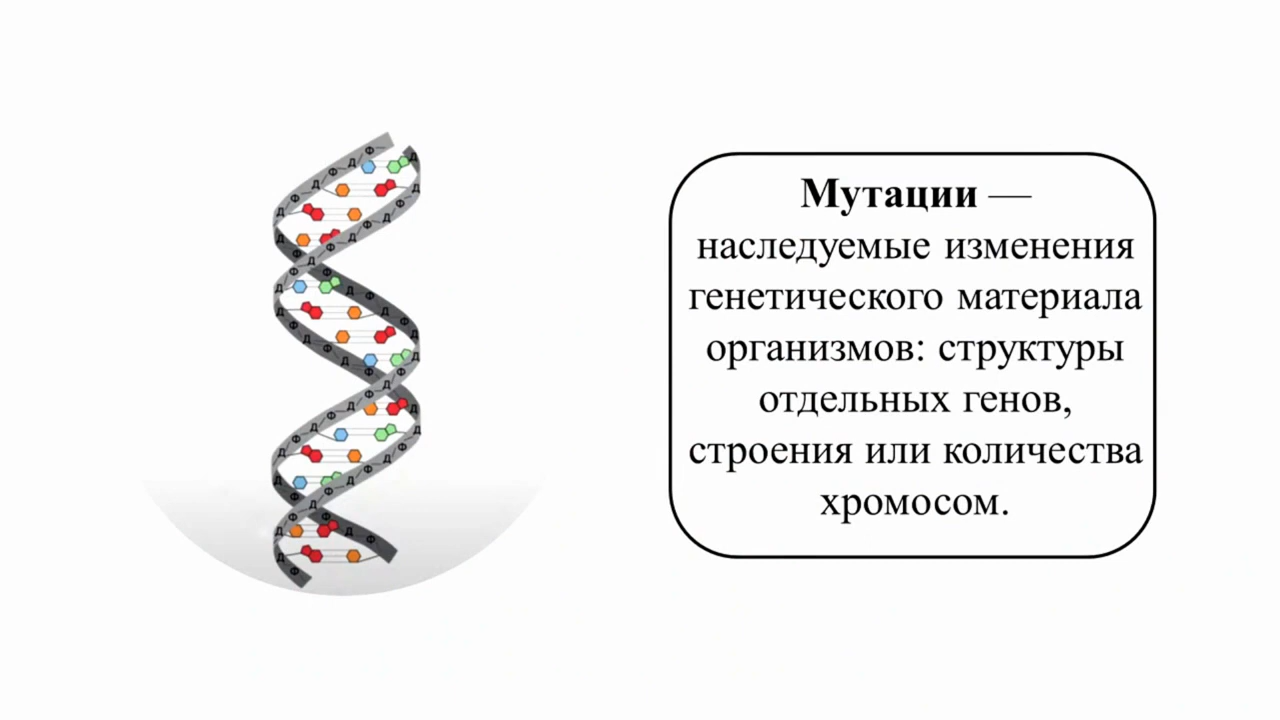 Мутации —
наследуемые изменения
генетического материала
организмов: структуры
отдельных генов,
строения или количества
хромосом.